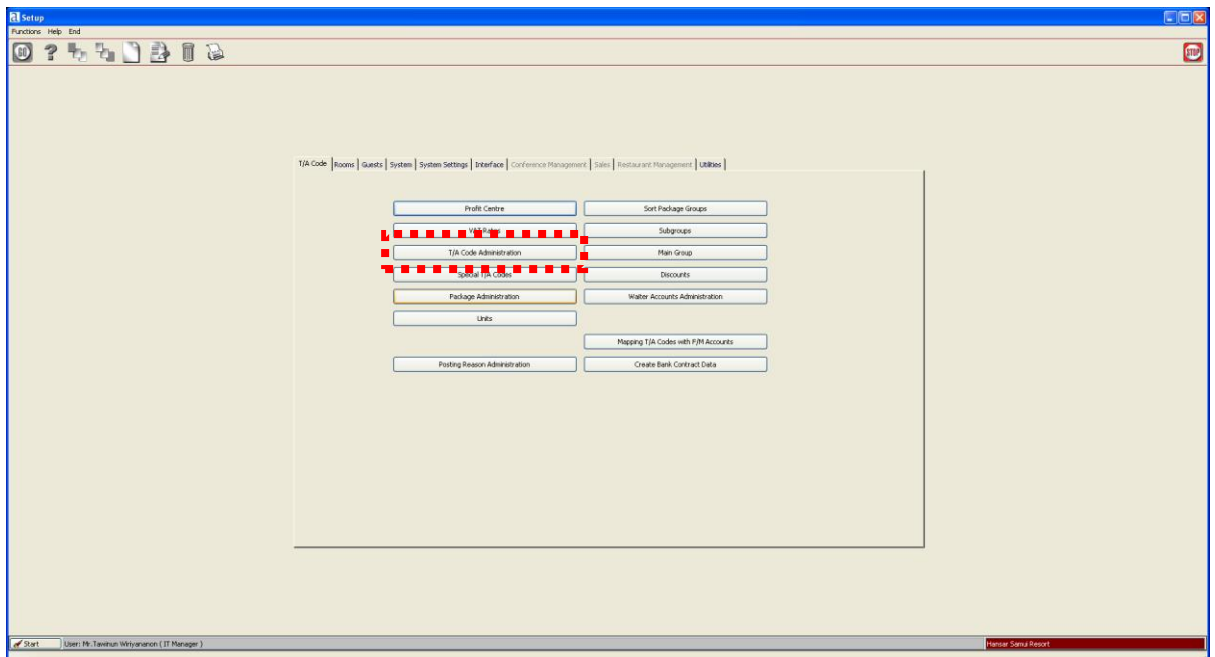 Setup
Functions Help End
GO ? STOP
T/A Code Rooms Guests System System Settings Interface Conference Management Sales Restaurant Management Utilities
Profit Centre Sort Package Groups
VAT Rates Subgroups
T/A Code Administration Main Group
Special T/A Codes Discounts
Package Administration Waiter Accounts Administration
Units
Mapping T/A Codes with F/M Accounts
Posting Reason Administration Create Bank Contract Data
Start User: Mr.Tawinun Wiriyananon ( IT Manager ) Hansar Samui Resort